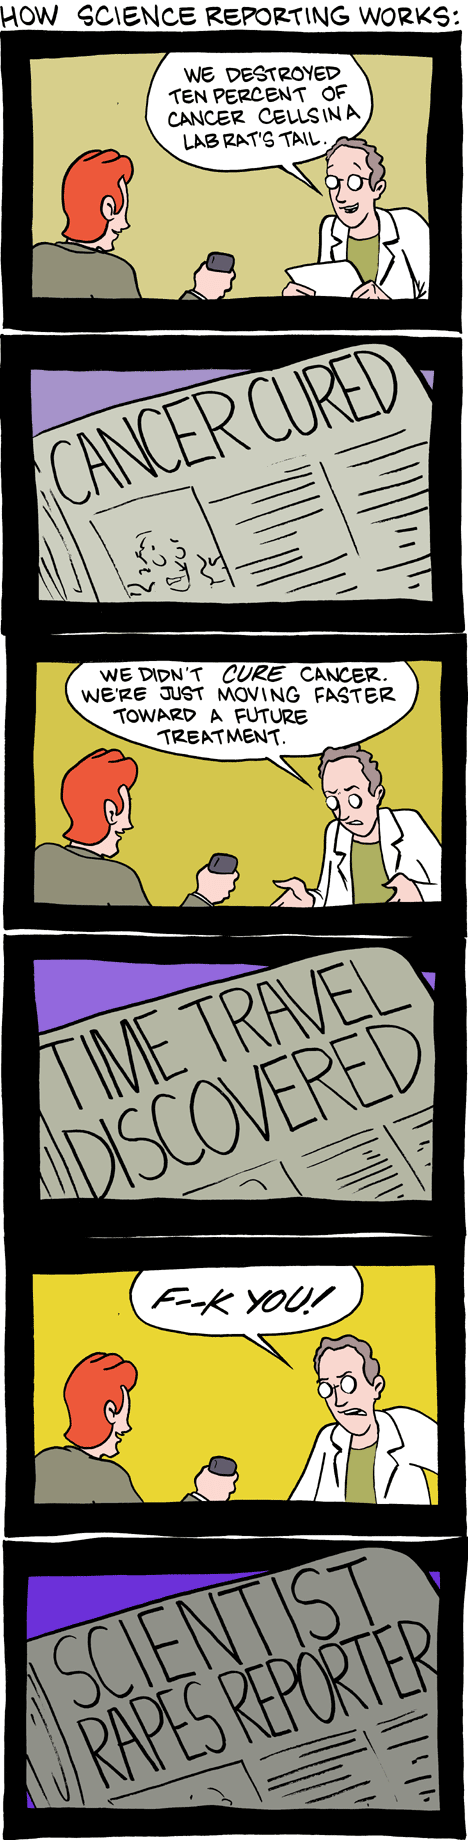 HOW SCIENCE REPORTING WORKS:
WE DESTROYED
TEN PERCENT OF
CANCER CELLS IN A
LAB RAT'S TAIL.
CANCER CURED
WE DIDN'T CURE CANCER.
WE'RE JUST MOVING FASTER
TOWARD A FUTURE
TREATMENT.
TIME TRAVEL
DISCOVERED
F--K YOU!
SCIENTIST
RAPES REPORTER